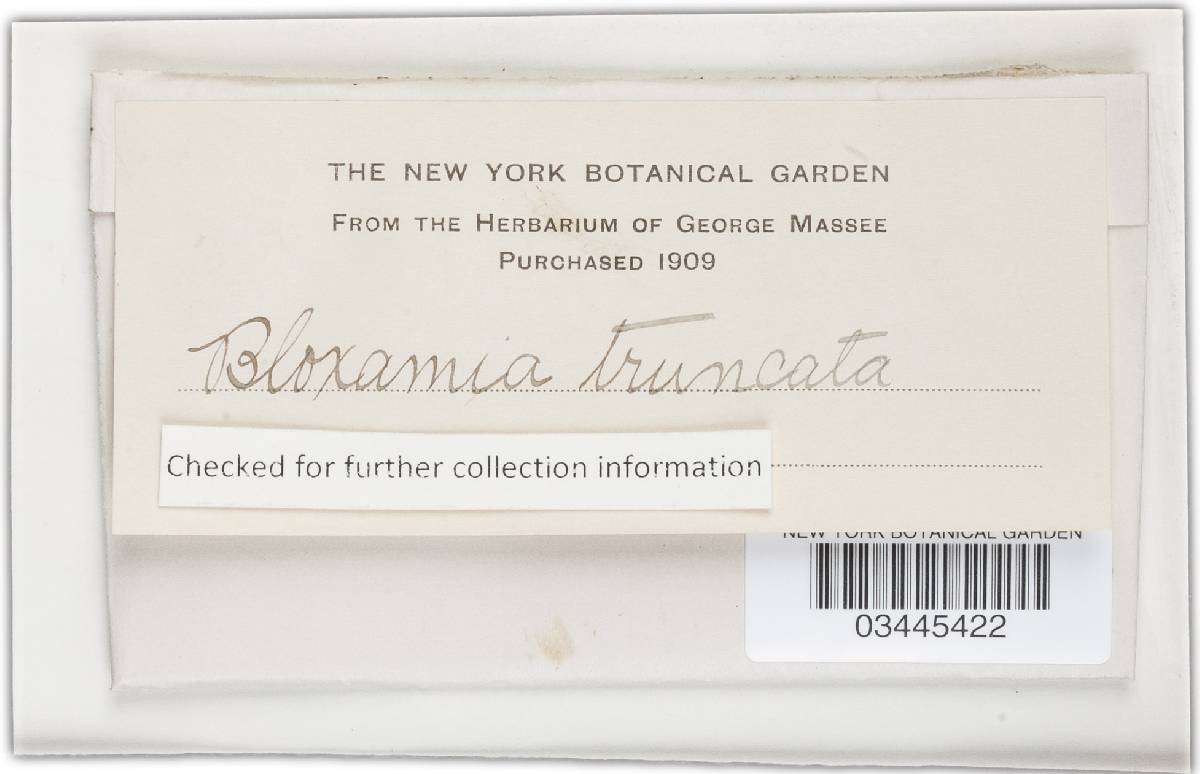 THE NEW YORK BOTANICAL GARDEN
FROM THE HERBARIUM OF GEORGE MASSEE
PURCHASED 1909
Bloxamia truncata
Checked for further collection information
NEW YORK BOTANICAL GARDEN
03445422